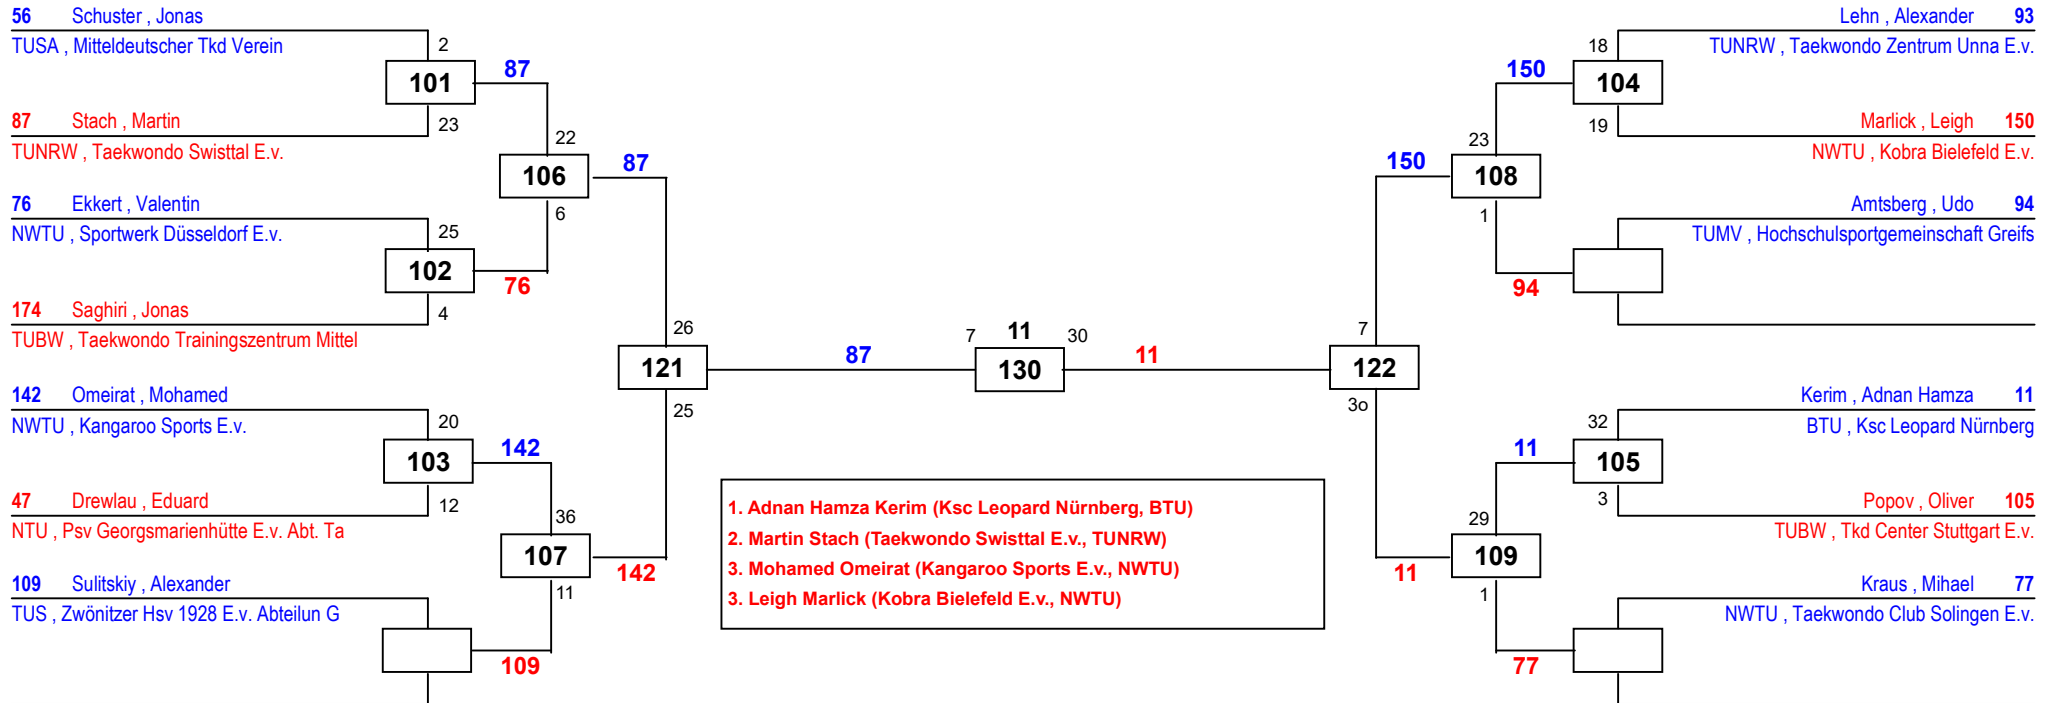 56 Schuster , Jonas
TUSA , Mitteldeutscher Tkd Verein
2
101
87
23
87 Stach , Martin
TUNRW , Taekwondo Swisttal E.v.
22
106
87
6
76 Ekkert , Valentin
NWTU , Sportwerk Düsseldorf E.v.
25
102
76
4
174 Saghiri , Jonas
TUBW , Taekwondo Trainingszentrum Mittel
26
121
87
25
142 Omeirat , Mohamed
NWTU , Kangaroo Sports E.v.
20
103
142
12
47 Drewlau , Eduard
NTU , Psv Georgsmarienhütte E.v. Abt. Ta
36
107
142
11
109 Sulitskiy , Alexander
TUS , Zwönitzer Hsv 1928 E.v. Abteilun G
109
7 11 30
130
11
1. Adnan Hamza Kerim (Ksc Leopard Nürnberg, BTU)
2. Martin Stach (Taekwondo Swisttal E.v., TUNRW)
3. Mohamed Omeirat (Kangaroo Sports E.v., NWTU)
3. Leigh Marlick (Kobra Bielefeld E.v., NWTU)
Lehn , Alexander 93
TUNRW , Taekwondo Zentrum Unna E.v.
18
150
104
19
Marlick , Leigh 150
NWTU , Kobra Bielefeld E.v.
23
150
108
1
Amtsberg , Udo 94
TUMV , Hochschulsportgemeinschaft Greifs
94
7
122
3o
Kerim , Adnan Hamza 11
BTU , Ksc Leopard Nürnberg
32
11
105
3
Popov , Oliver 105
TUBW , Tkd Center Stuttgart E.v.
29
109
11
1
Kraus , Mihael 77
NWTU , Taekwondo Club Solingen E.v.
77